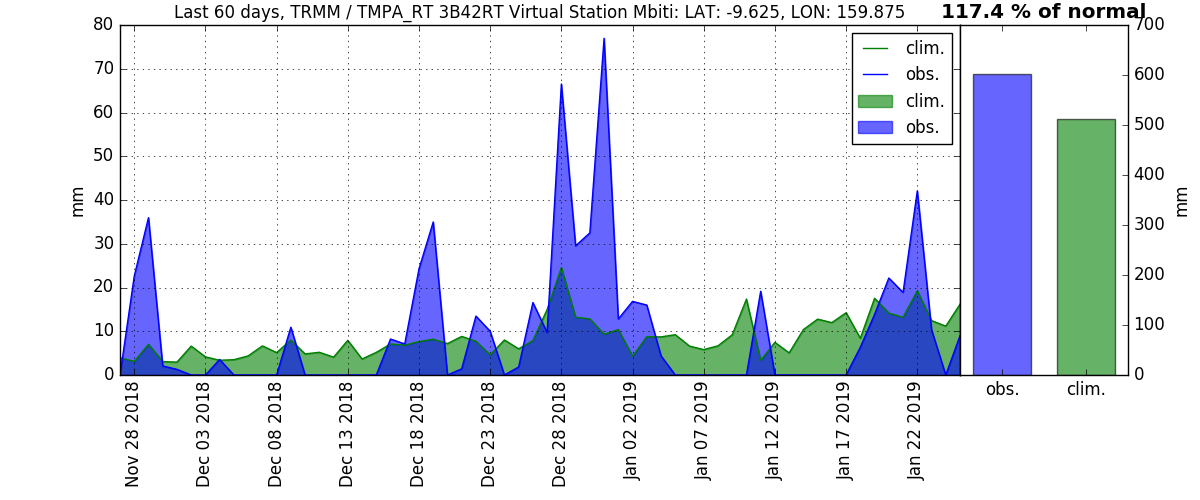 Last 60 days, TRMM / TMPA_RT 3B42RT Virtual Station Mbiti: LAT: -9.625, LON: 159.875
117.4 % of normal
80
70
60
50
40
30
20
10
0
mm
clim.
obs.
clim.
obs.
700
600
500
400
300
200
100
0
mm
obs.
clim.
Nov 28 2018
Dec 03 2018
Dec 08 2018
Dec 13 2018
Dec 18 2018
Dec 23 2018
Dec 28 2018
Jan 02 2019
Jan 07 2019
Jan 12 2019
Jan 17 2019
Jan 22 2019